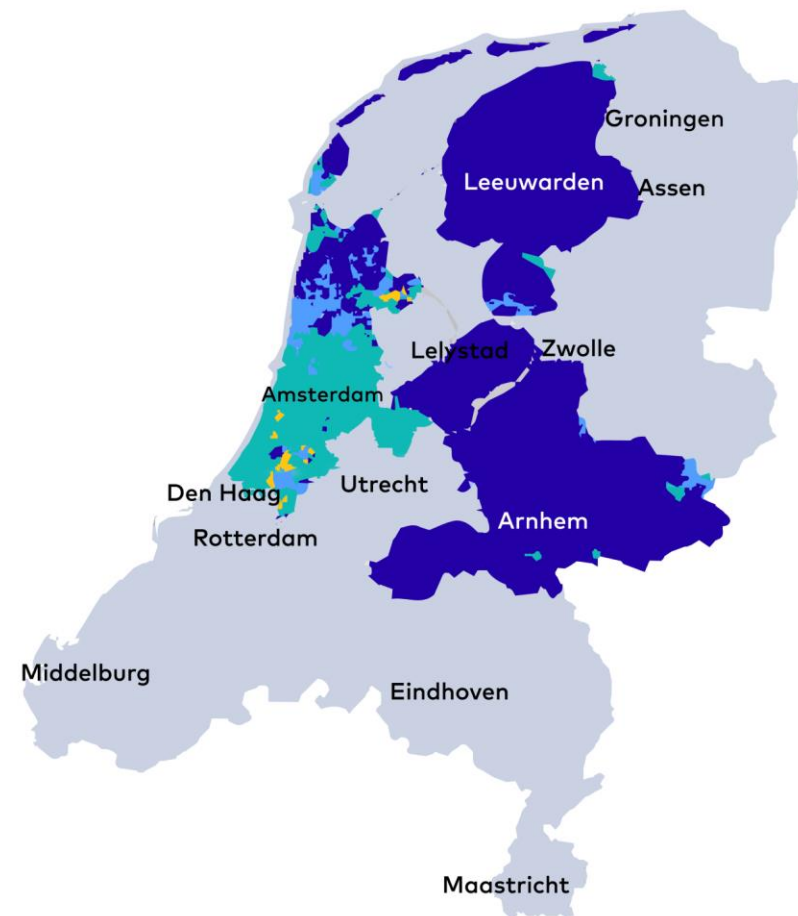 Groningen
Leeuwarden
Assen
Lelystad
Zwolle
Amsterdam
Utrecht
Den Haag
Arnhem
Rotterdam
Middelburg
Eindhoven
Maastricht